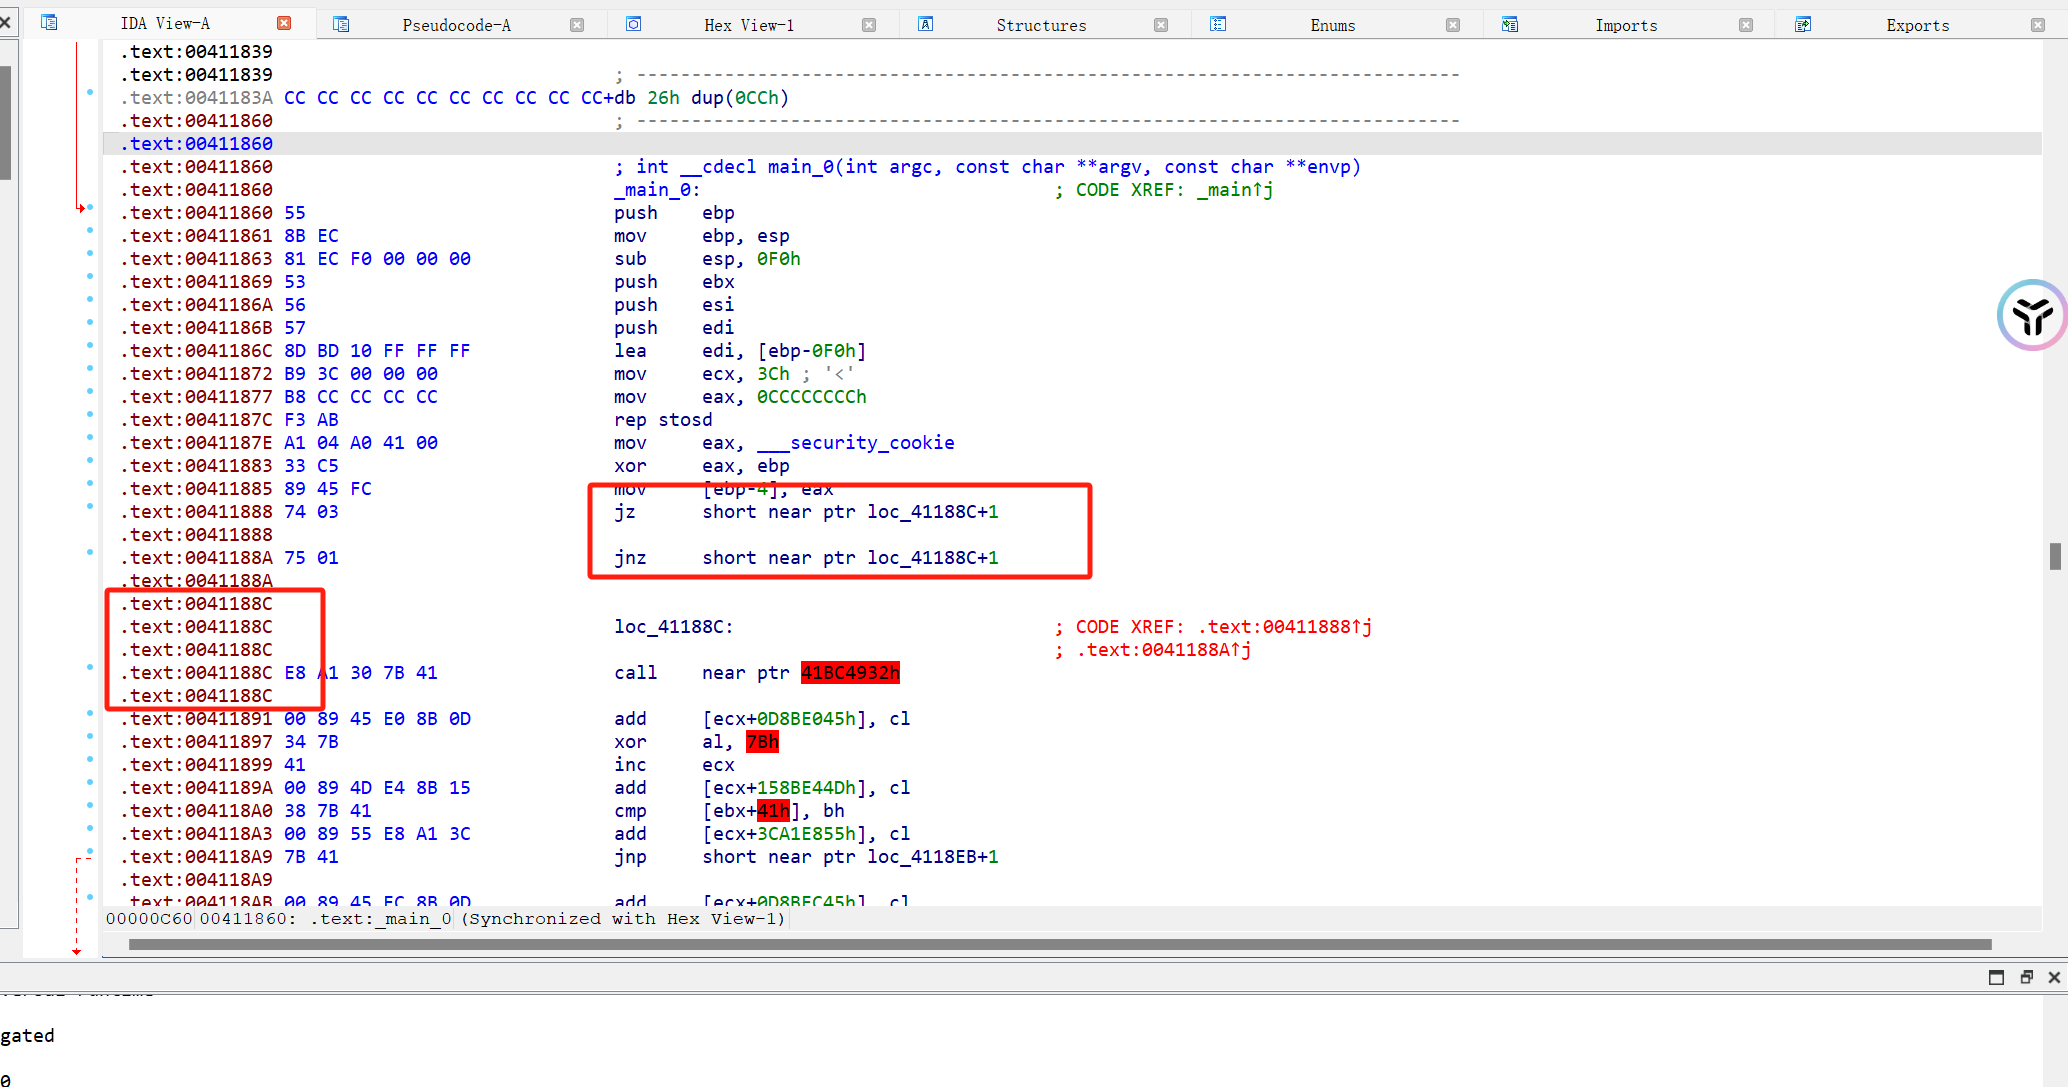 IDA View-A Pseudocode-A Hex View-1 Structures Enums Imports Exports
.text:00411839
.text:00411839 ; ---------------------------------------------------------------------------
.text:0041183A CC CC CC CC CC CC CC CC CC CC+db 26h dup(0CCh)
.text:00411860 ; ---------------------------------------------------------------------------
.text:00411860
.text:00411860 ; int __cdecl main_0(int argc, const char **argv, const char **envp)
.text:00411860 _main_0: ; CODE XREF: _main↑j
.text:00411860 55 push ebp
.text:00411861 8B EC mov ebp, esp
.text:00411863 81 EC F0 00 00 00 sub esp, 0F0h
.text:00411869 53 push ebx
.text:0041186A 56 push esi
.text:0041186B 57 push edi
.text:0041186C 8D BD 10 FF FF FF lea edi, [ebp-0F0h]
.text:00411872 B9 3C 00 00 00 mov ecx, 3Ch ; '<'
.text:00411877 B8 CC CC CC CC mov eax, 0CCCCCCCCh
.text:0041187C F3 AB rep stosd
.text:0041187E A1 04 A0 41 00 mov eax, ___security_cookie
.text:00411883 33 C5 xor eax, ebp
.text:00411885 89 45 FC mov [ebp-4], eax
.text:00411888 74 03 jz short near ptr loc_41188C+1
.text:00411888
.text:0041188A 75 01 jnz short near ptr loc_41188C+1
.text:0041188A
.text:0041188C
.text:0041188C loc_41188C: ; CODE XREF: .text:00411888↑j
.text:0041188C ; .text:0041188A↑j
.text:0041188C E8 A1 30 7B 41 call near ptr 41BC4932h
.text:0041188C
.text:00411891 00 89 45 E0 8B 0D add [ecx+0D8BE045h], cl
.text:00411897 34 7B xor al, 7Bh
.text:00411899 41 inc ecx
.text:0041189A 00 89 4D E4 8B 15 add [ecx+158BE44Dh], cl
.text:004118A0 38 7B 41 cmp [ebx+41h], bh
.text:004118A3 00 89 55 E8 A1 3C add [ecx+3CA1E855h], cl
.text:004118A9 7B 41 jnp short near ptr loc_4118EB+1
.text:004118A9
.text:004118AB 00 89 45 EC 8B 0D add [ecx+0D8BEC45h], cl
00000C60 00411860: .text:_main_0 (Synchronized with Hex View-1)
gated
0